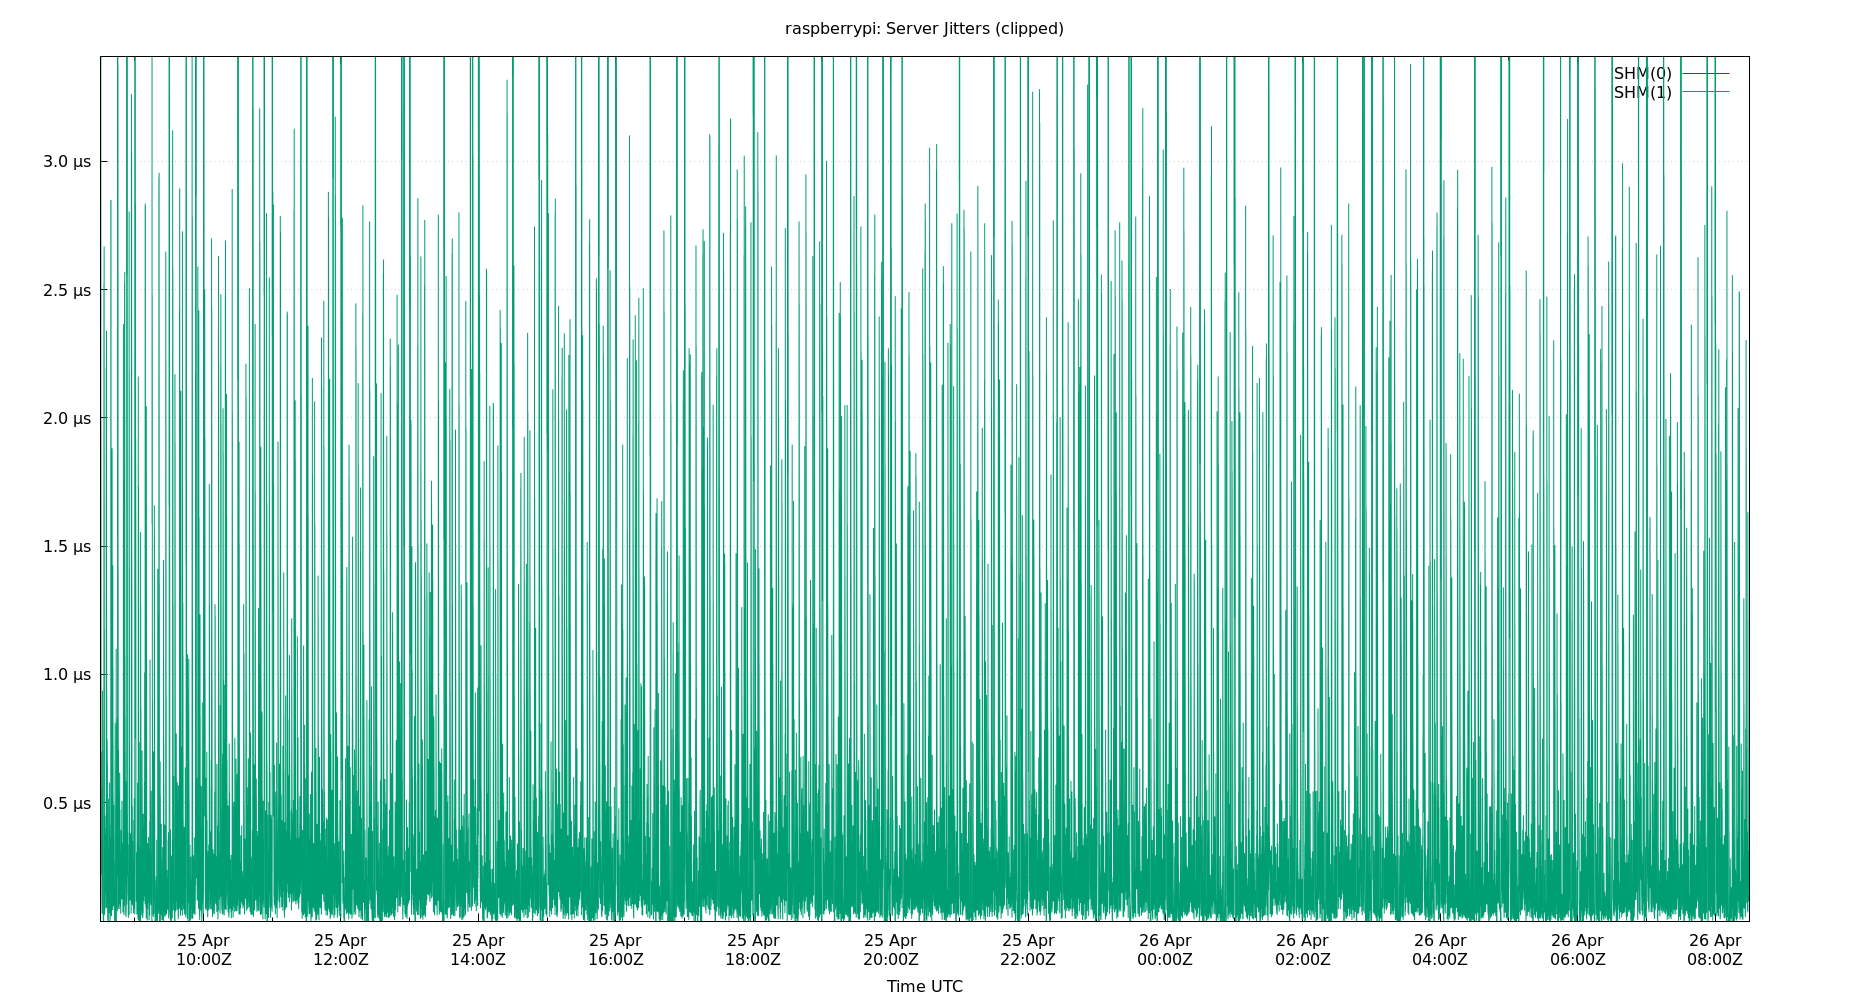 raspberrypi: Server Jitters (clipped)
SHM(0)
SHM(1)
3.0 μs
2.5 μs
2.0 μs
1.5 μs
1.0 μs
0.5 μs
25 Apr 25 Apr 25 Apr 25 Apr 25 Apr 25 Apr 25 Apr 26 Apr 26 Apr 26 Apr 26 Apr 26 Apr
10:00Z 12:00Z 14:00Z 16:00Z 18:00Z 20:00Z 22:00Z 00:00Z 02:00Z 04:00Z 06:00Z 08:00Z
Time UTC